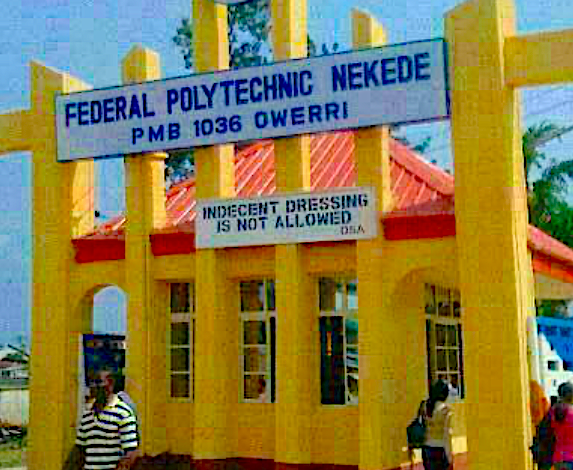 FEDERAL POLYTECHNIC NEKEDE
PMB 1036 OWERRI
INDECENT DRESSING
IS NOT ALLOWED
DSA